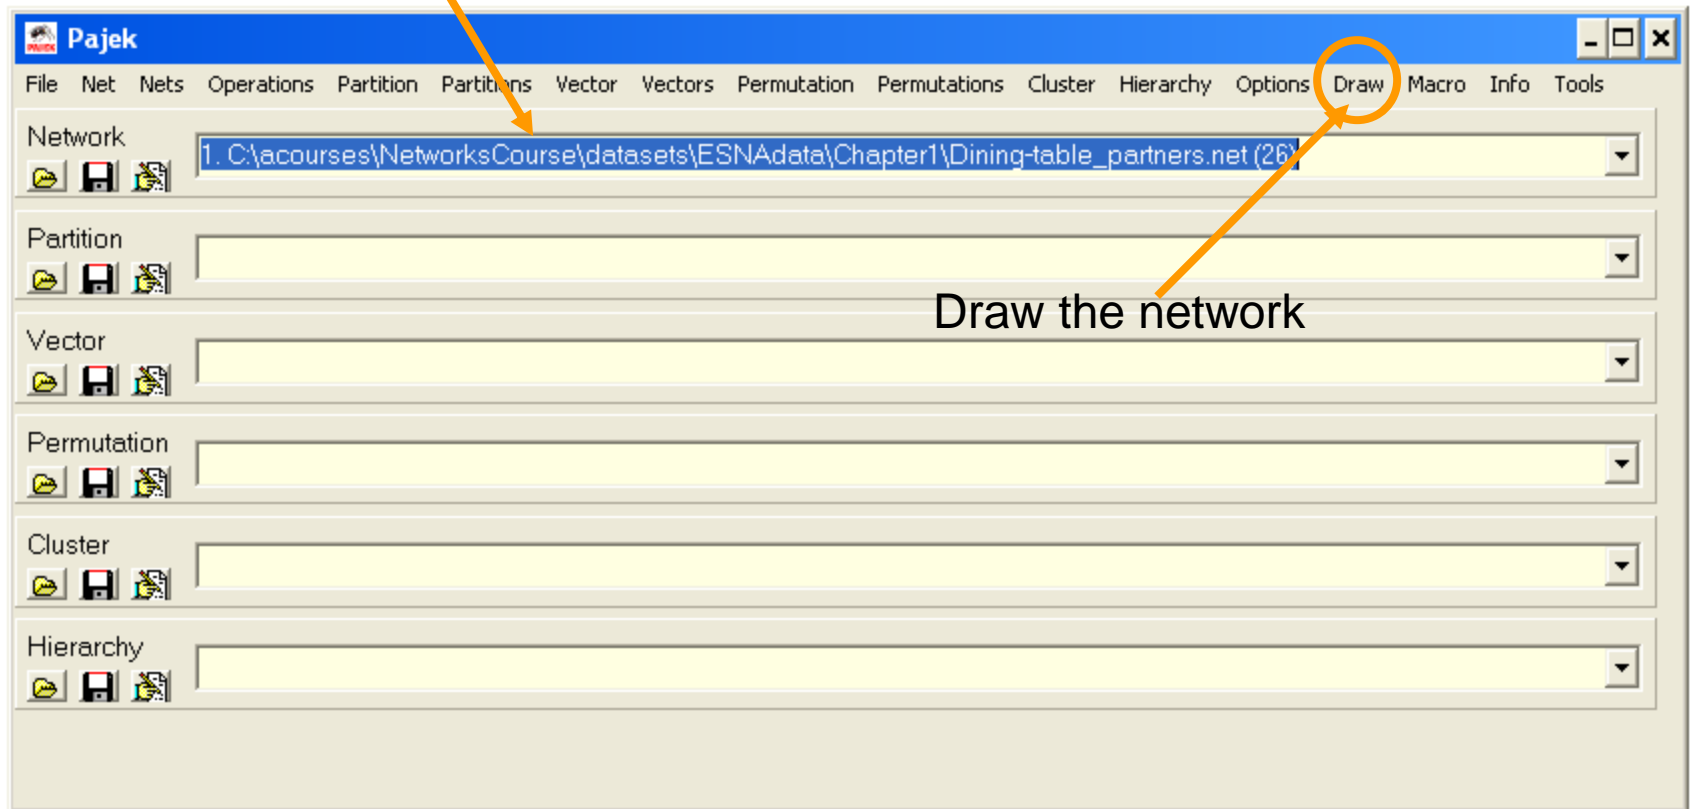 Pajek
File Net Nets Operations Partition Partitions Vector Vectors Permutation Permutations Cluster Hierarchy Options Draw Macro Info Tools
Network
1. C:\acourses\NetworksCourse\datasets\ESNAdata\Chapter1\Dining-table_partners.net (26)
Partition
Draw the network
Vector
Permutation
Cluster
Hierarchy